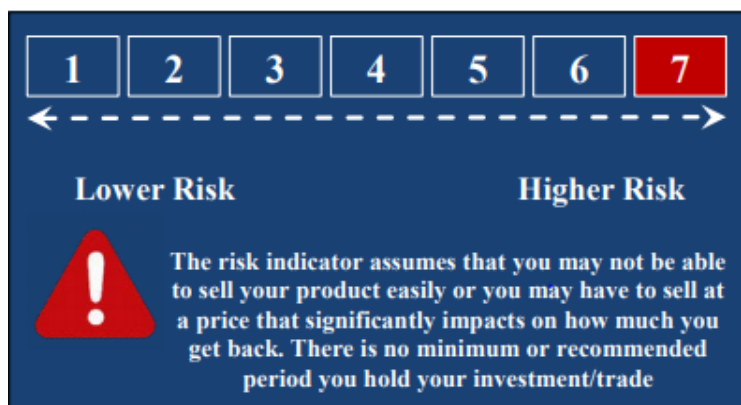 1 2 3 4 5 6 7
Lower Risk Higher Risk
!
The risk indicator assumes that you may not be able
to sell your product easily or you may have to sell at
a price that significantly impacts on how much you
get back. There is no minimum or recommended
period you hold your investment/trade